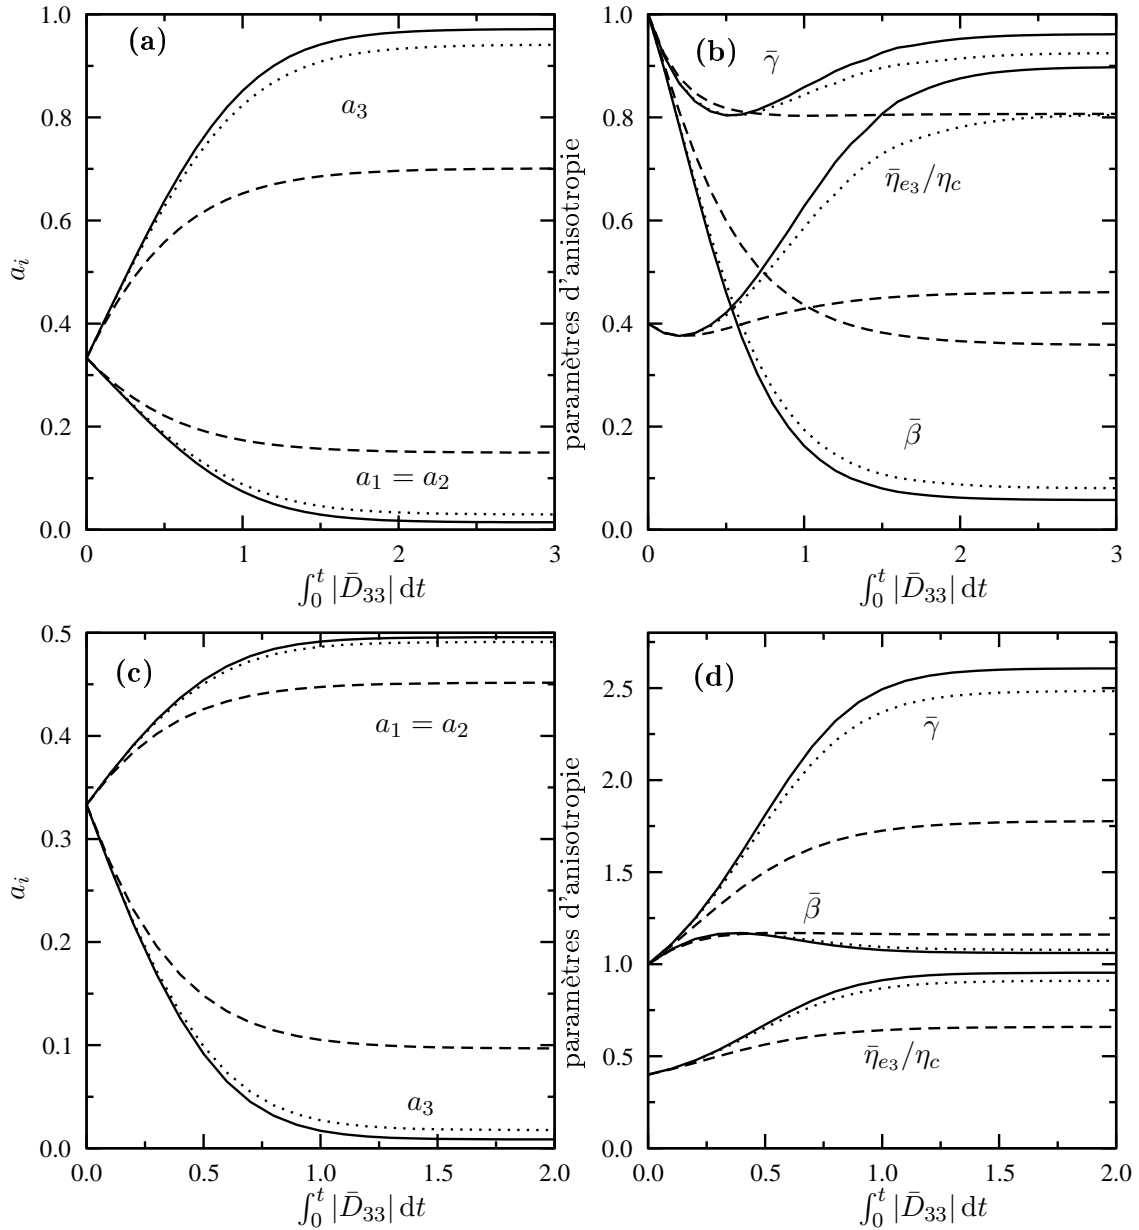 (a)
1.0
0.8
0.6
0.4
0.2
0.0
a_i
a_3
a_1 = a_2
0 1 2 3
∫_0^t |D̄_33| dt
(b)
1.0
0.8
0.6
0.4
0.2
0.0
paramètres d'anisotropie
γ̄
η̄_e3/η_c
β̄
0 1 2 3
∫_0^t |D̄_33| dt
(c)
0.5
0.4
0.3
0.2
0.1
0.0
a_i
a_1 = a_2
a_3
0.0 0.5 1.0 1.5 2.0
∫_0^t |D̄_33| dt
(d)
2.5
2.0
1.5
1.0
0.5
0.0
paramètres d'anisotropie
γ̄
β̄
η̄_e3/η_c
0.0 0.5 1.0 1.5 2.0
∫_0^t |D̄_33| dt